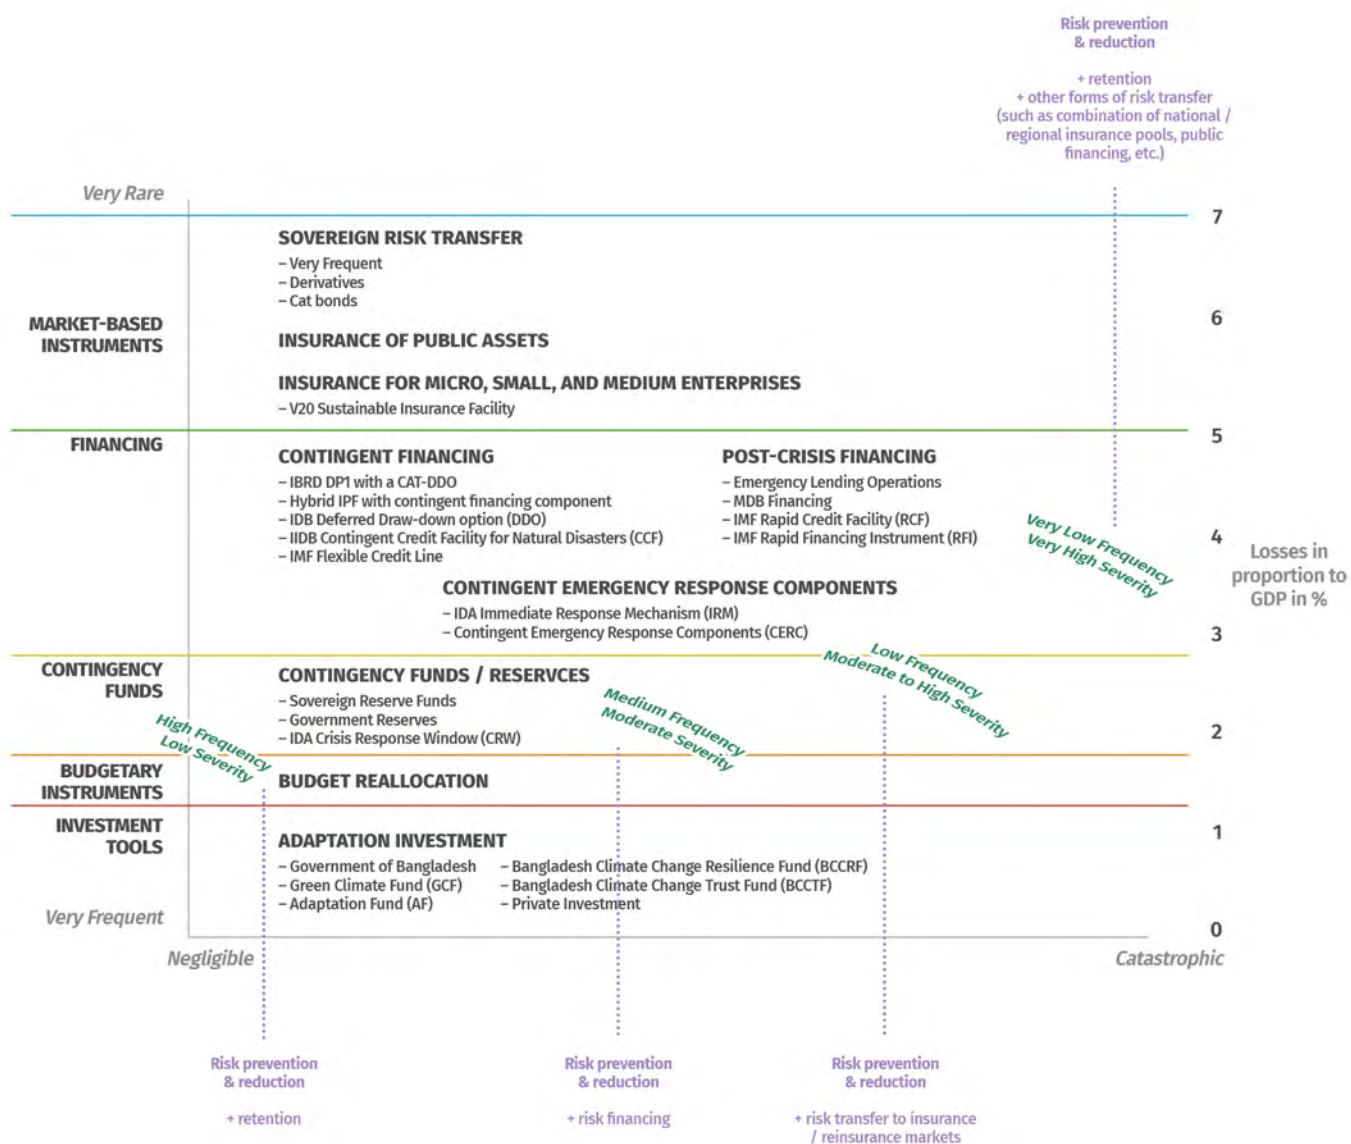 Risk prevention
& reduction
+ retention
+ other forms of risk transfer
(such as combination of national /
regional insurance pools, public
financing, etc.)
Very Rare
7
SOVEREIGN RISK TRANSFER
– Very Frequent
– Derivatives
– Cat bonds
MARKET-BASED
INSTRUMENTS
6
INSURANCE OF PUBLIC ASSETS
INSURANCE FOR MICRO, SMALL, AND MEDIUM ENTERPRISES
– V20 Sustainable Insurance Facility
5
FINANCING
CONTINGENT FINANCING
– IBRD DP1 with a CAT-DDO
– Hybrid IPF with contingent financing component
– IDB Deferred Draw-down option (DDO)
– IIDB Contingent Credit Facility for Natural Disasters (CCF)
– IMF Flexible Credit Line
POST-CRISIS FINANCING
– Emergency Lending Operations
– MDB Financing
– IMF Rapid Credit Facility (RCF)
– IMF Rapid Financing Instrument (RFI)
Very Low Frequency
Very High Severity
4
Losses in
proportion to
GDP in %
CONTINGENT EMERGENCY RESPONSE COMPONENTS
– IDA Immediate Response Mechanism (IRM)
– Contingent Emergency Response Components (CERC)
3
Low Frequency
Moderate to High Severity
CONTINGENCY
FUNDS
CONTINGENCY FUNDS / RESERVCES
– Sovereign Reserve Funds
– Government Reserves
– IDA Crisis Response Window (CRW)
Medium Frequency
Moderate Severity
High Frequency
Low Severity
2
BUDGETARY
INSTRUMENTS
BUDGET REALLOCATION
INVESTMENT
TOOLS
1
ADAPTATION INVESTMENT
– Government of Bangladesh
– Green Climate Fund (GCF)
– Adaptation Fund (AF)
– Bangladesh Climate Change Resilience Fund (BCCRF)
– Bangladesh Climate Change Trust Fund (BCCTF)
– Private Investment
Very Frequent
0
Negligible
Catastrophic
Risk prevention
& reduction
+ retention
Risk prevention
& reduction
+ risk financing
Risk prevention
& reduction
+ risk transfer to insurance
/ reinsurance markets